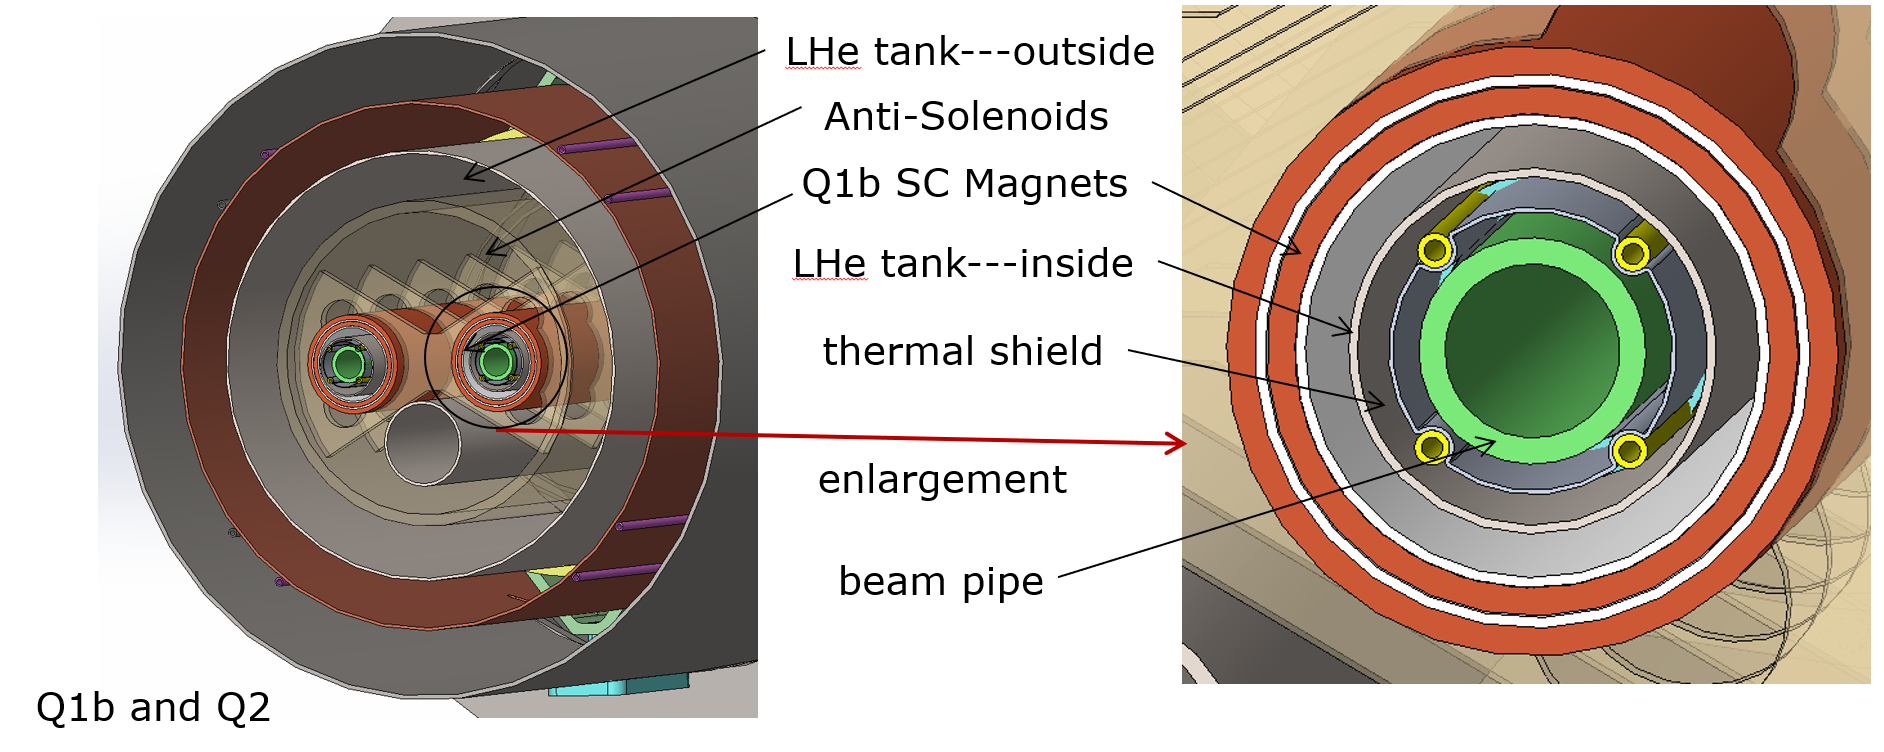 LHe tank---outside
Anti-Solenoids
Q1b SC Magnets
LHe tank---inside
thermal shield
enlargement
beam pipe
Q1b and Q2